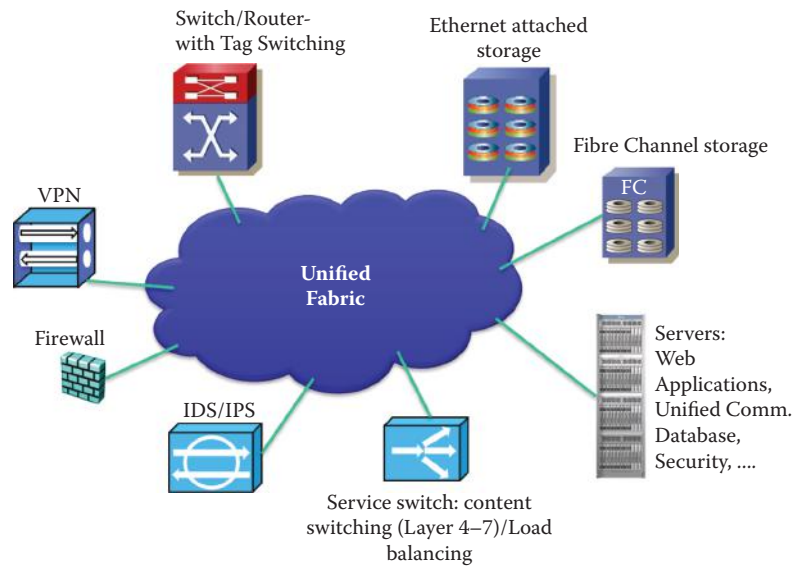 Switch/Router-
with Tag Switching
Ethernet attached
storage
Fibre Channel storage
FC
VPN
Unified
Fabric
Firewall
Servers:
Web
Applications,
Unified Comm.
Database,
Security, ....
IDS/IPS
Service switch: content
switching (Layer 4–7)/Load
balancing